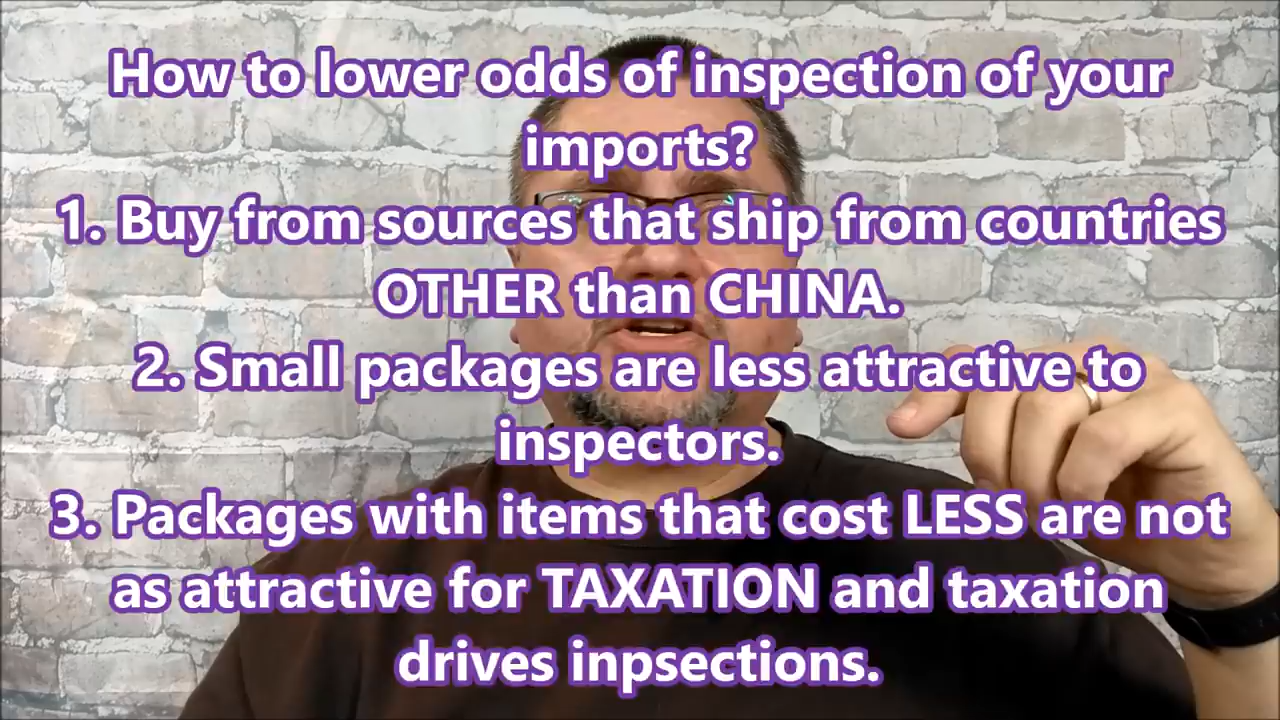 How to lower odds of inspection of your
imports?
1. Buy from sources that ship from countries
OTHER than CHINA.
2. Small packages are less attractive to
inspectors.
3. Packages with items that cost LESS are not
as attractive for TAXATION and taxation
drives inpsections.